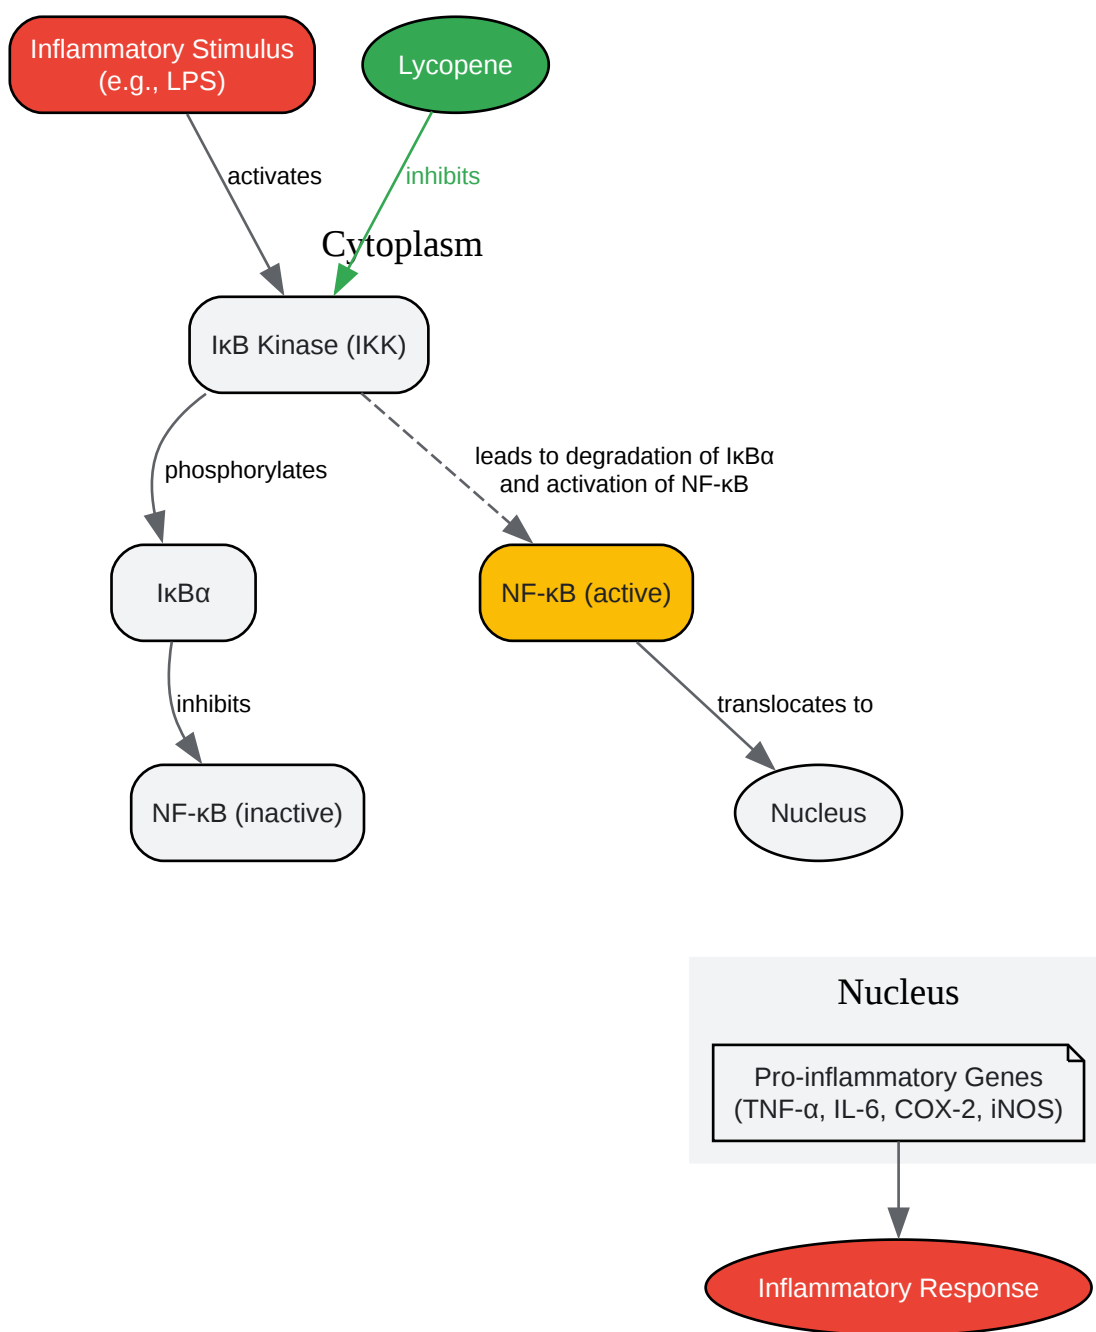 Inflammatory Stimulus
(e.g., LPS)
Lycopene
activates
inhibits
Cytoplasm
IκB Kinase (IKK)
phosphorylates
leads to degradation of IκBα
and activation of NF-κB
IκBα
NF-κB (active)
inhibits
translocates to
NF-κB (inactive)
Nucleus
Nucleus
Pro-inflammatory Genes
(TNF-α, IL-6, COX-2, iNOS)
Inflammatory Response